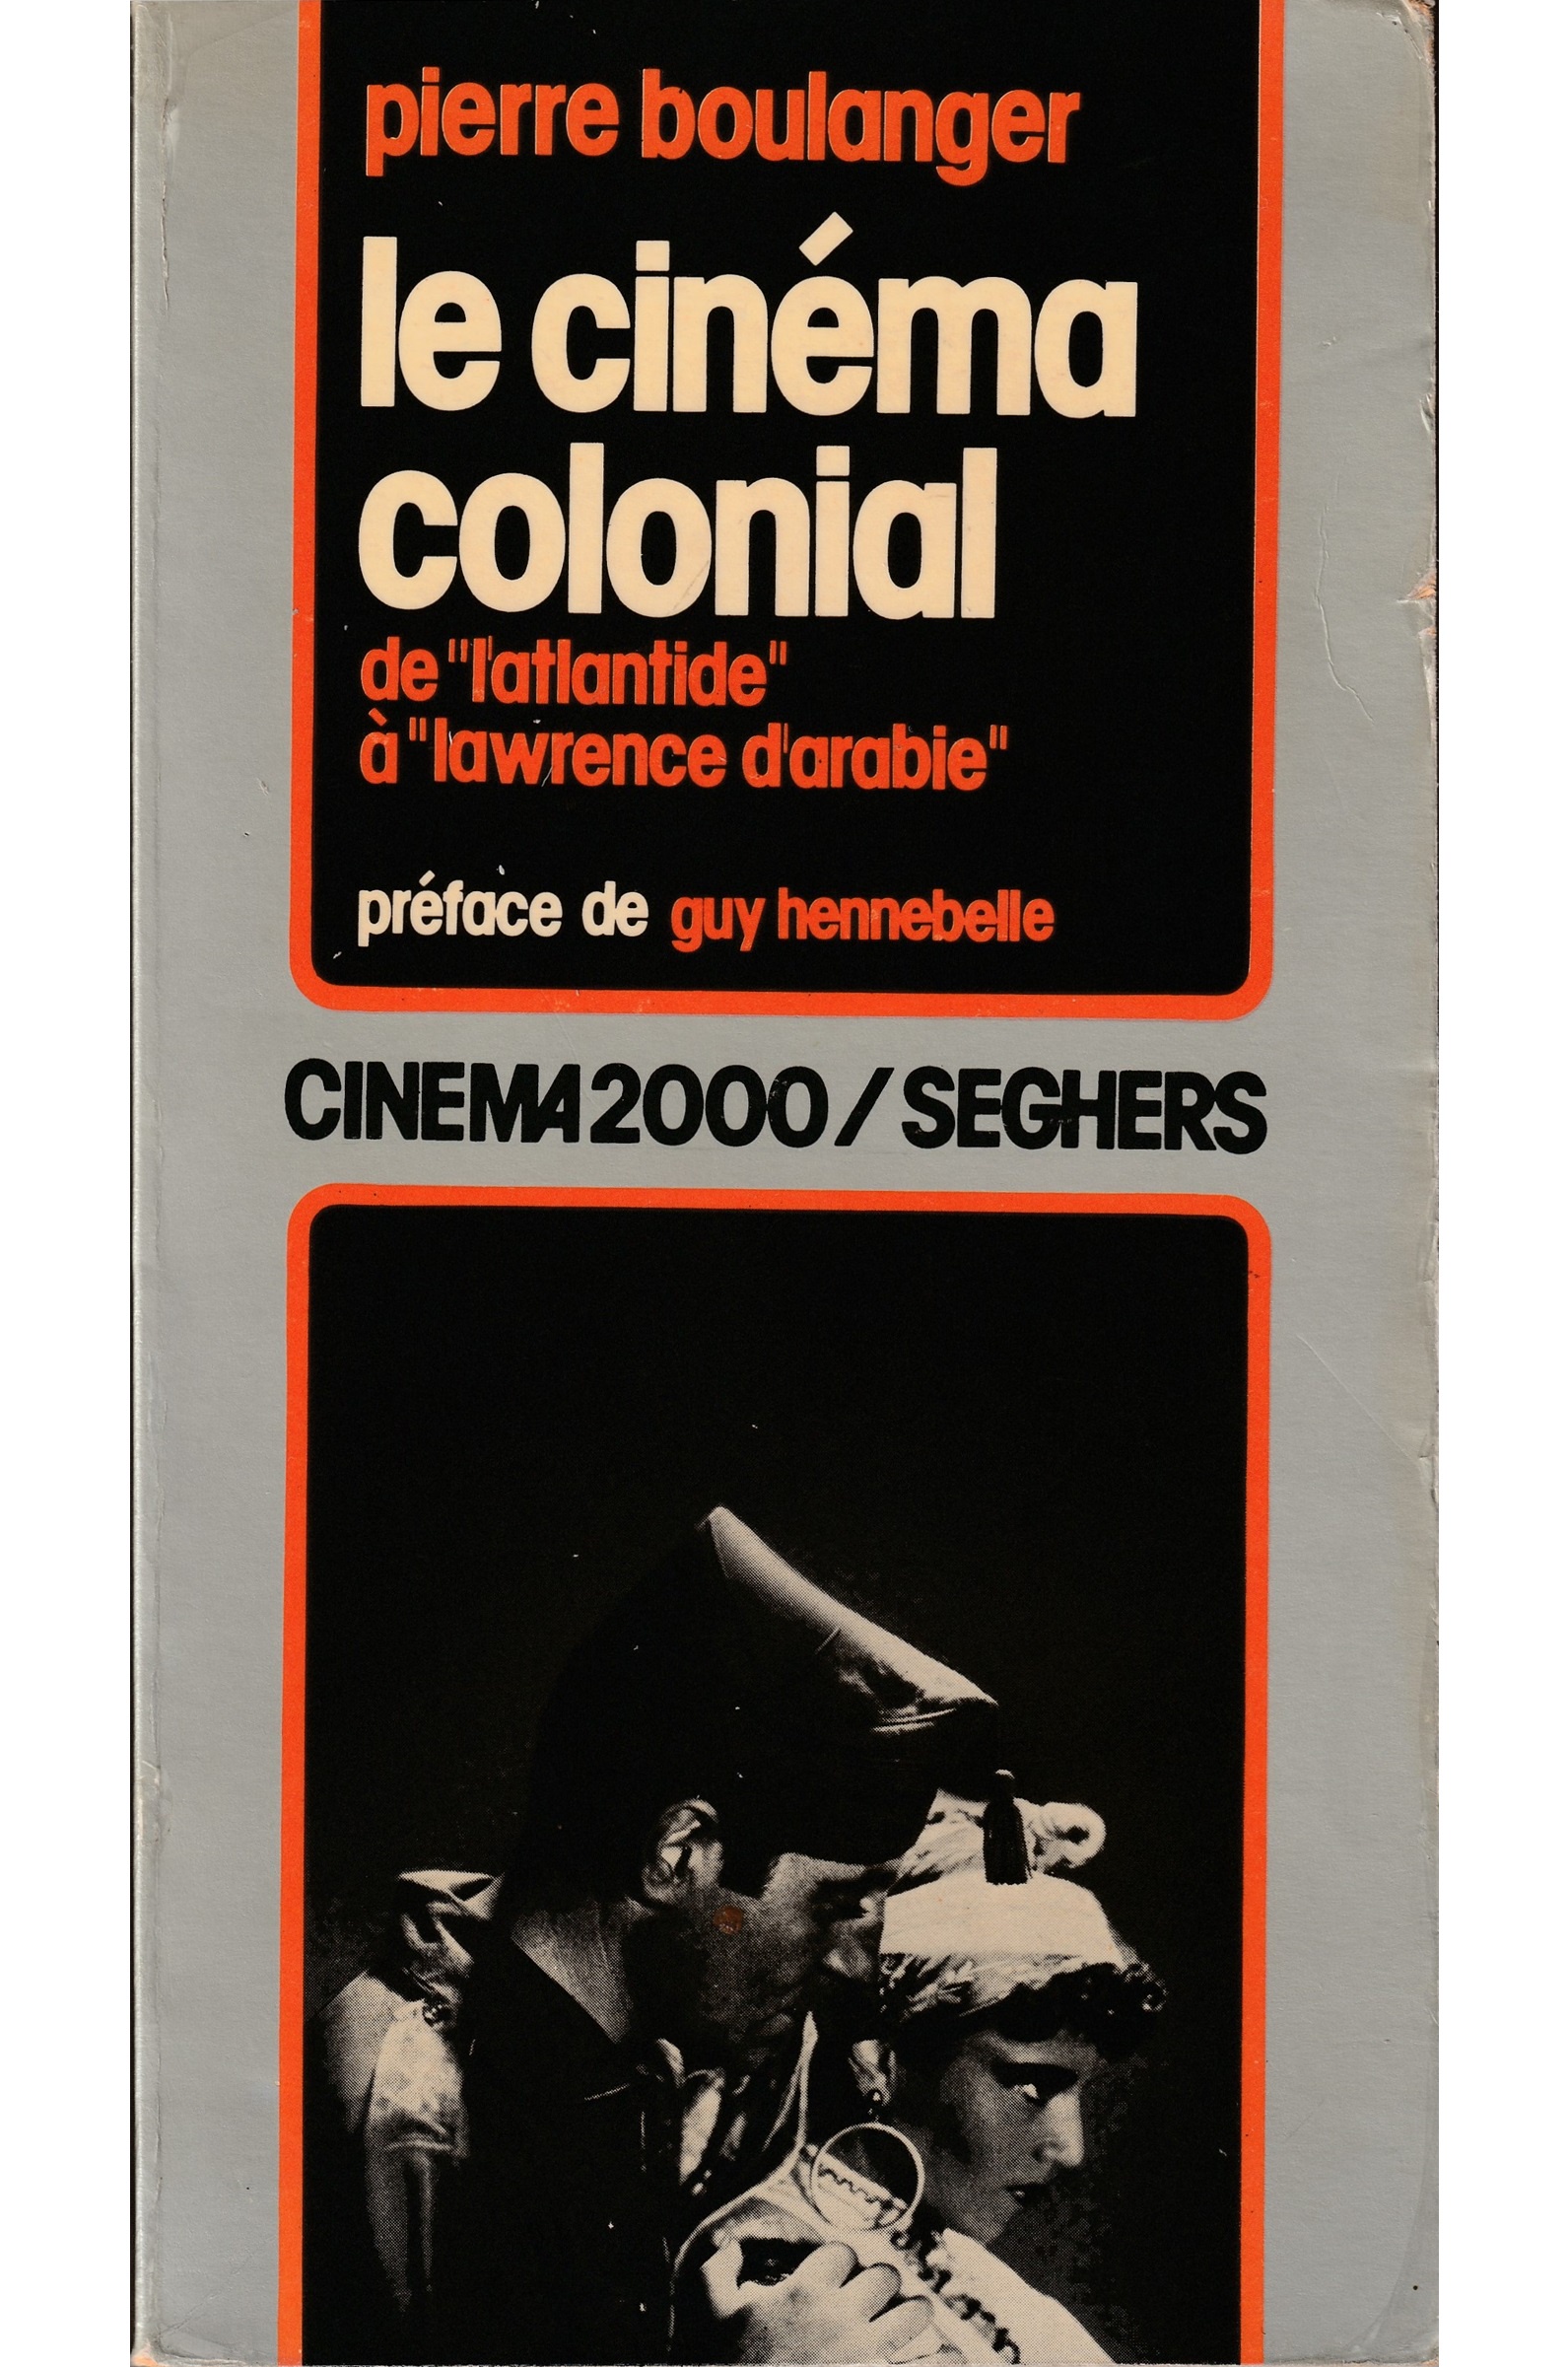 pierre boulanger
le cinéma
colonial
de "l'atlantide"
à "lawrence d'arabie"
préface de guy hennebelle
CINEMA 2000 / SEGHERS